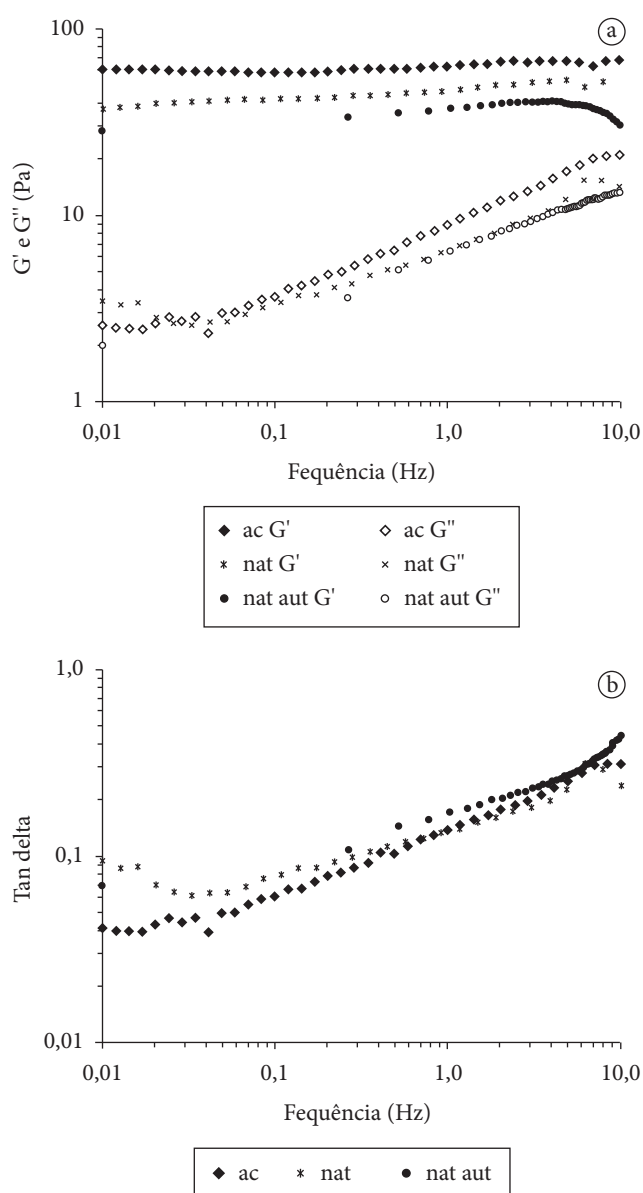 a
100
10
1
G' e G'' (Pa)
0,01 0,1 1,0 10,0
Fequência (Hz)
ac G' ac G''
nat G' nat G''
nat aut G' nat aut G''
b
1,0
0,1
0,01
Tan delta
0,01 0,1 1,0 10,0
Fequência (Hz)
ac nat nat aut